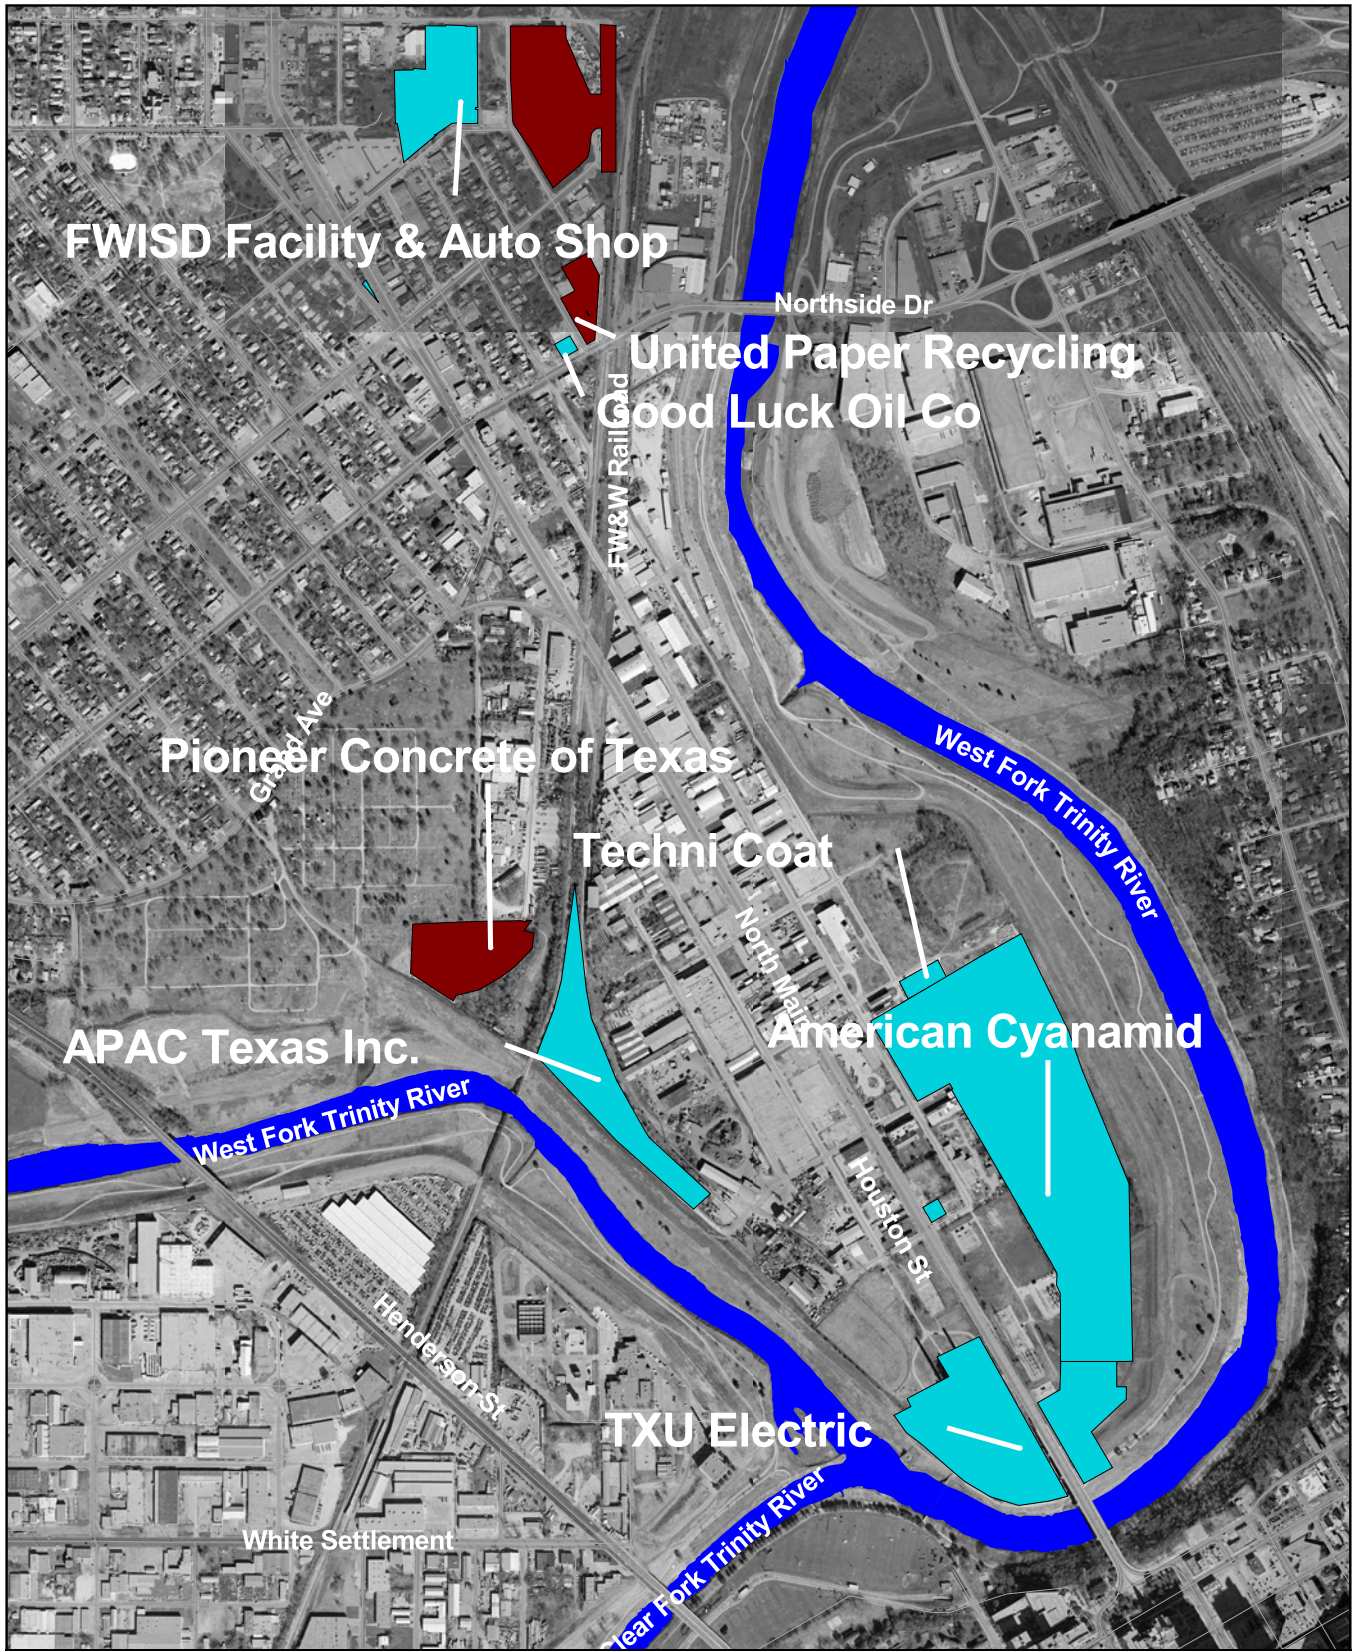 FWISD Facility & Auto Shop
Northside Dr
United Paper Recycling
Good Luck Oil Co
FW&W Railroad
Grand Ave
Pioneer Concrete of Texas
West Fork Trinity River
Techni Coat
North Main
American Cyanamid
APAC Texas Inc.
West Fork Trinity River
Houston St
Henderson St
TXU Electric
Clear Fork Trinity River
White Settlement